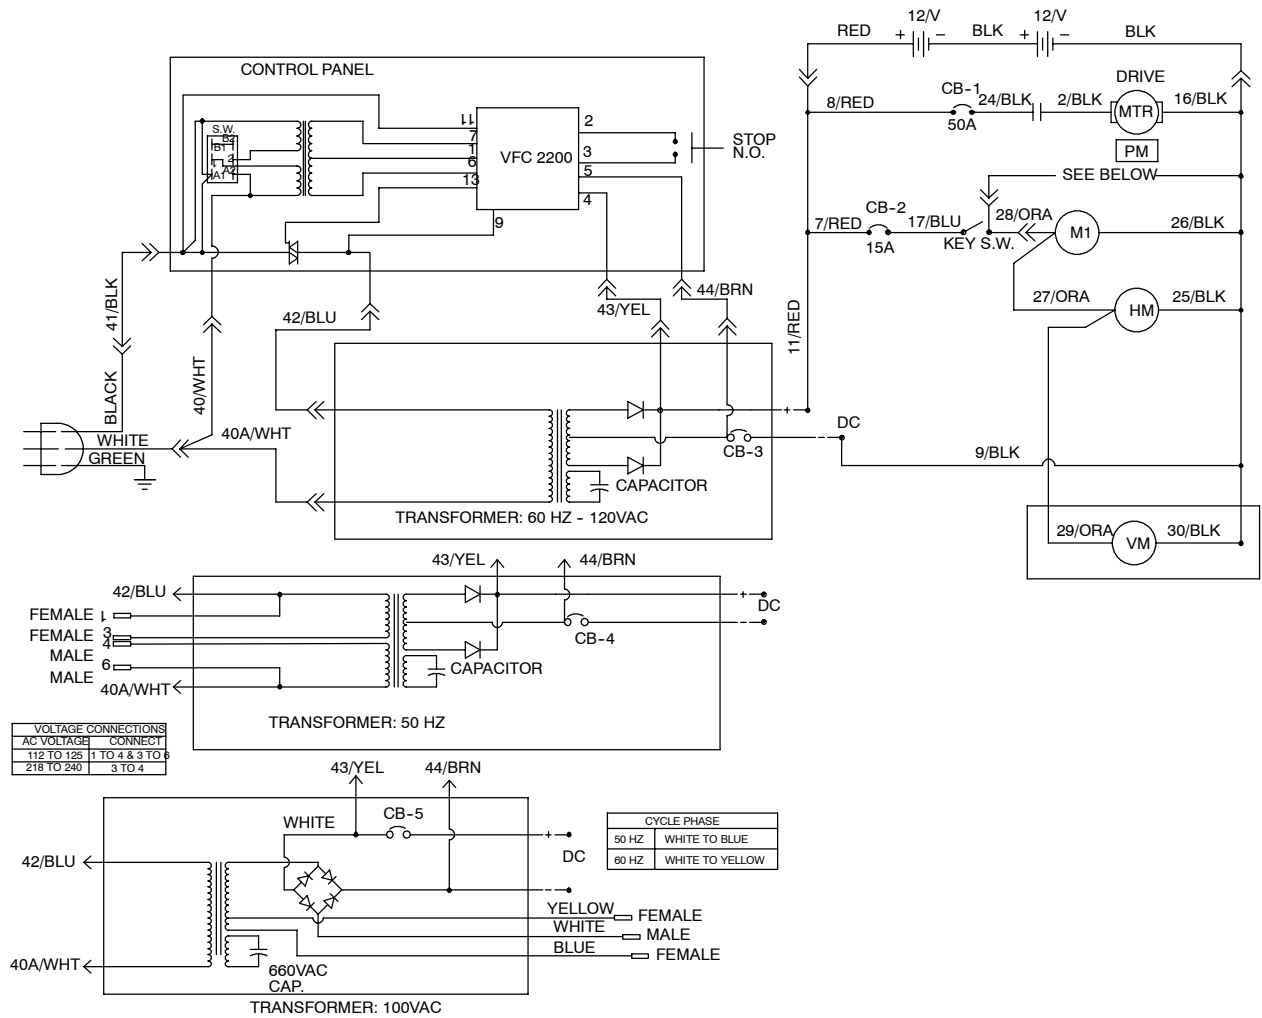 12/V
12/V
RED
+
−
BLK
+
−
BLK
CONTROL PANEL
DRIVE
CB-1
8/RED
24/BLK
2/BLK
MTR
16/BLK
50A
PM
S.W.
B2
B1
2
1
A2
A1
11
7
1
6
13
VFC 2200
2
3
5
4
9
STOP
N.O.
SEE BELOW
CB-2
7/RED
17/BLU
28/ORA
M1
26/BLK
15A
KEY S.W.
41/BLK
42/BLU
43/YEL
44/BRN
11/RED
27/ORA
HM
25/BLK
BLACK
40/WHT
WHITE
GREEN
40A/WHT
+
DC
CB-3
9/BLK
CAPACITOR
TRANSFORMER: 60 HZ - 120VAC
29/ORA
VM
30/BLK
43/YEL
44/BRN
42/BLU
+
DC
FEMALE 1
FEMALE 3
4
MALE
6
MALE
40A/WHT
CB-4
CAPACITOR
TRANSFORMER: 50 HZ
VOLTAGE CONNECTIONS
AC VOLTAGE CONNECT
112 TO 125 1 TO 4 & 3 TO 6
218 TO 240 3 TO 4
43/YEL
44/BRN
WHITE
CB-5
+
DC
42/BLU
CYCLE PHASE
50 HZ WHITE TO BLUE
60 HZ WHITE TO YELLOW
YELLOW FEMALE
WHITE MALE
BLUE FEMALE
40A/WHT
660VAC
CAP.
TRANSFORMER: 100VAC